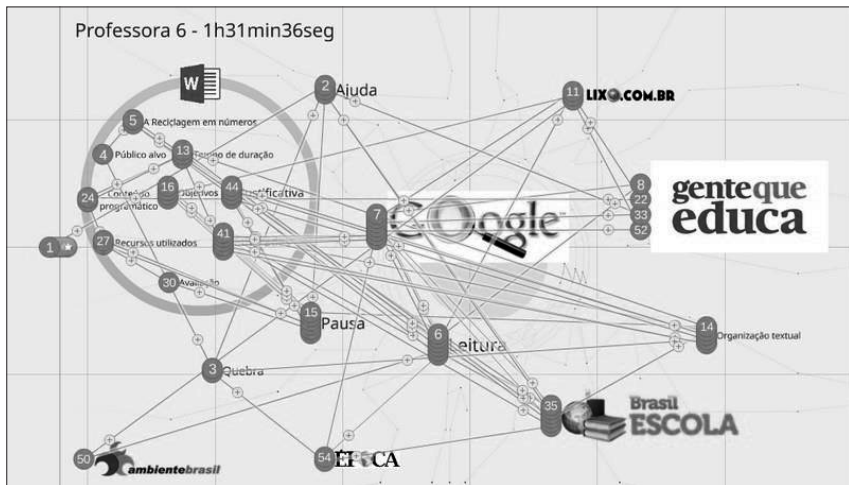 Professora 6 - 1h31min36seg
W
2 Ajuda
11 LIXO.COM.BR
5 A Reciclagem em números
4 Público alvo
13 Tempo de duração
8
22
33
52
gente que
educa
16 Objetivos
44 Justificativa
24 Conteúdo
programático
7 Google
1
27 Recursos utilizados
41
30 Avaliação
15
Pausa
14
Organização textual
6
Leitura
3 Quebra
35
Brasil
ESCOLA
50 ambientebrasil
54 ÉPOCA